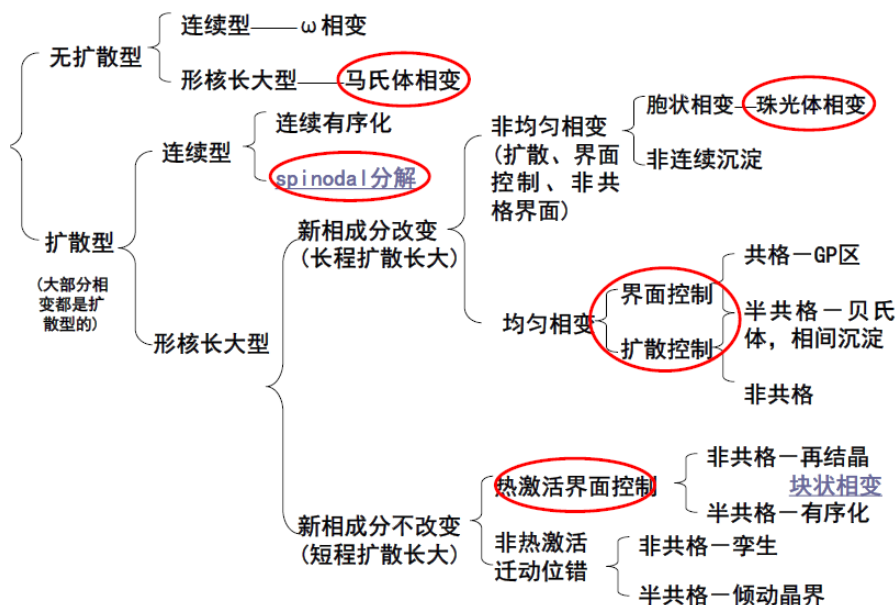 无扩散型
连续型——ω相变
形核长大型——马氏体相变
扩散型
(大部分相
变都是扩
散型的)
连续型
连续有序化
spinodal分解
形核长大型
新相成分改变
(长程扩散长大)
非均匀相变
(扩散、界面
控制、非共
格界面)
胞状相变—珠光体相变
非连续沉淀
均匀相变
界面控制
扩散控制
共格—GP区
半共格—贝氏
体，相间沉淀
非共格
新相成分不改变
(短程扩散长大)
热激活界面控制
非共格—再结晶
块状相变
半共格—有序化
非热激活
迁动位错
非共格—孪生
半共格—倾动晶界